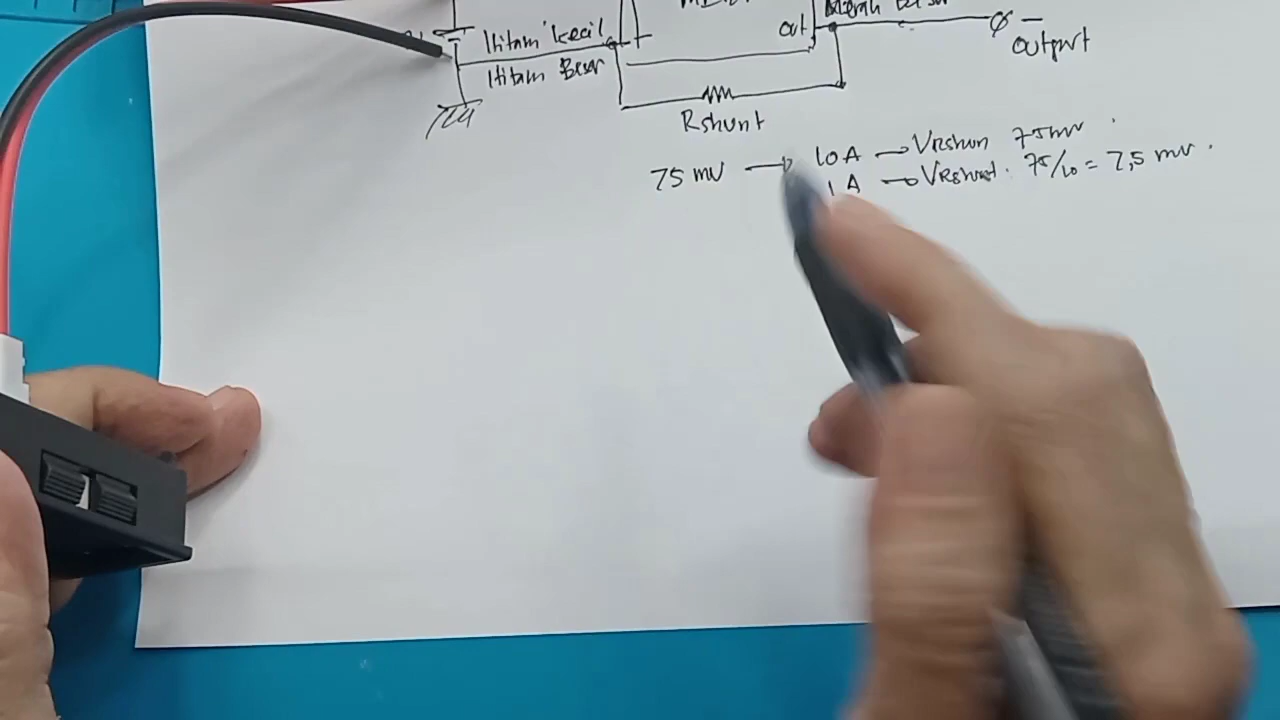 Hitam kecil
Hitam Besar
out
output
Rshunt
75 mV → 10A → VRshun 75mV
1A → VRshunt. 75/10 = 7,5 mV.